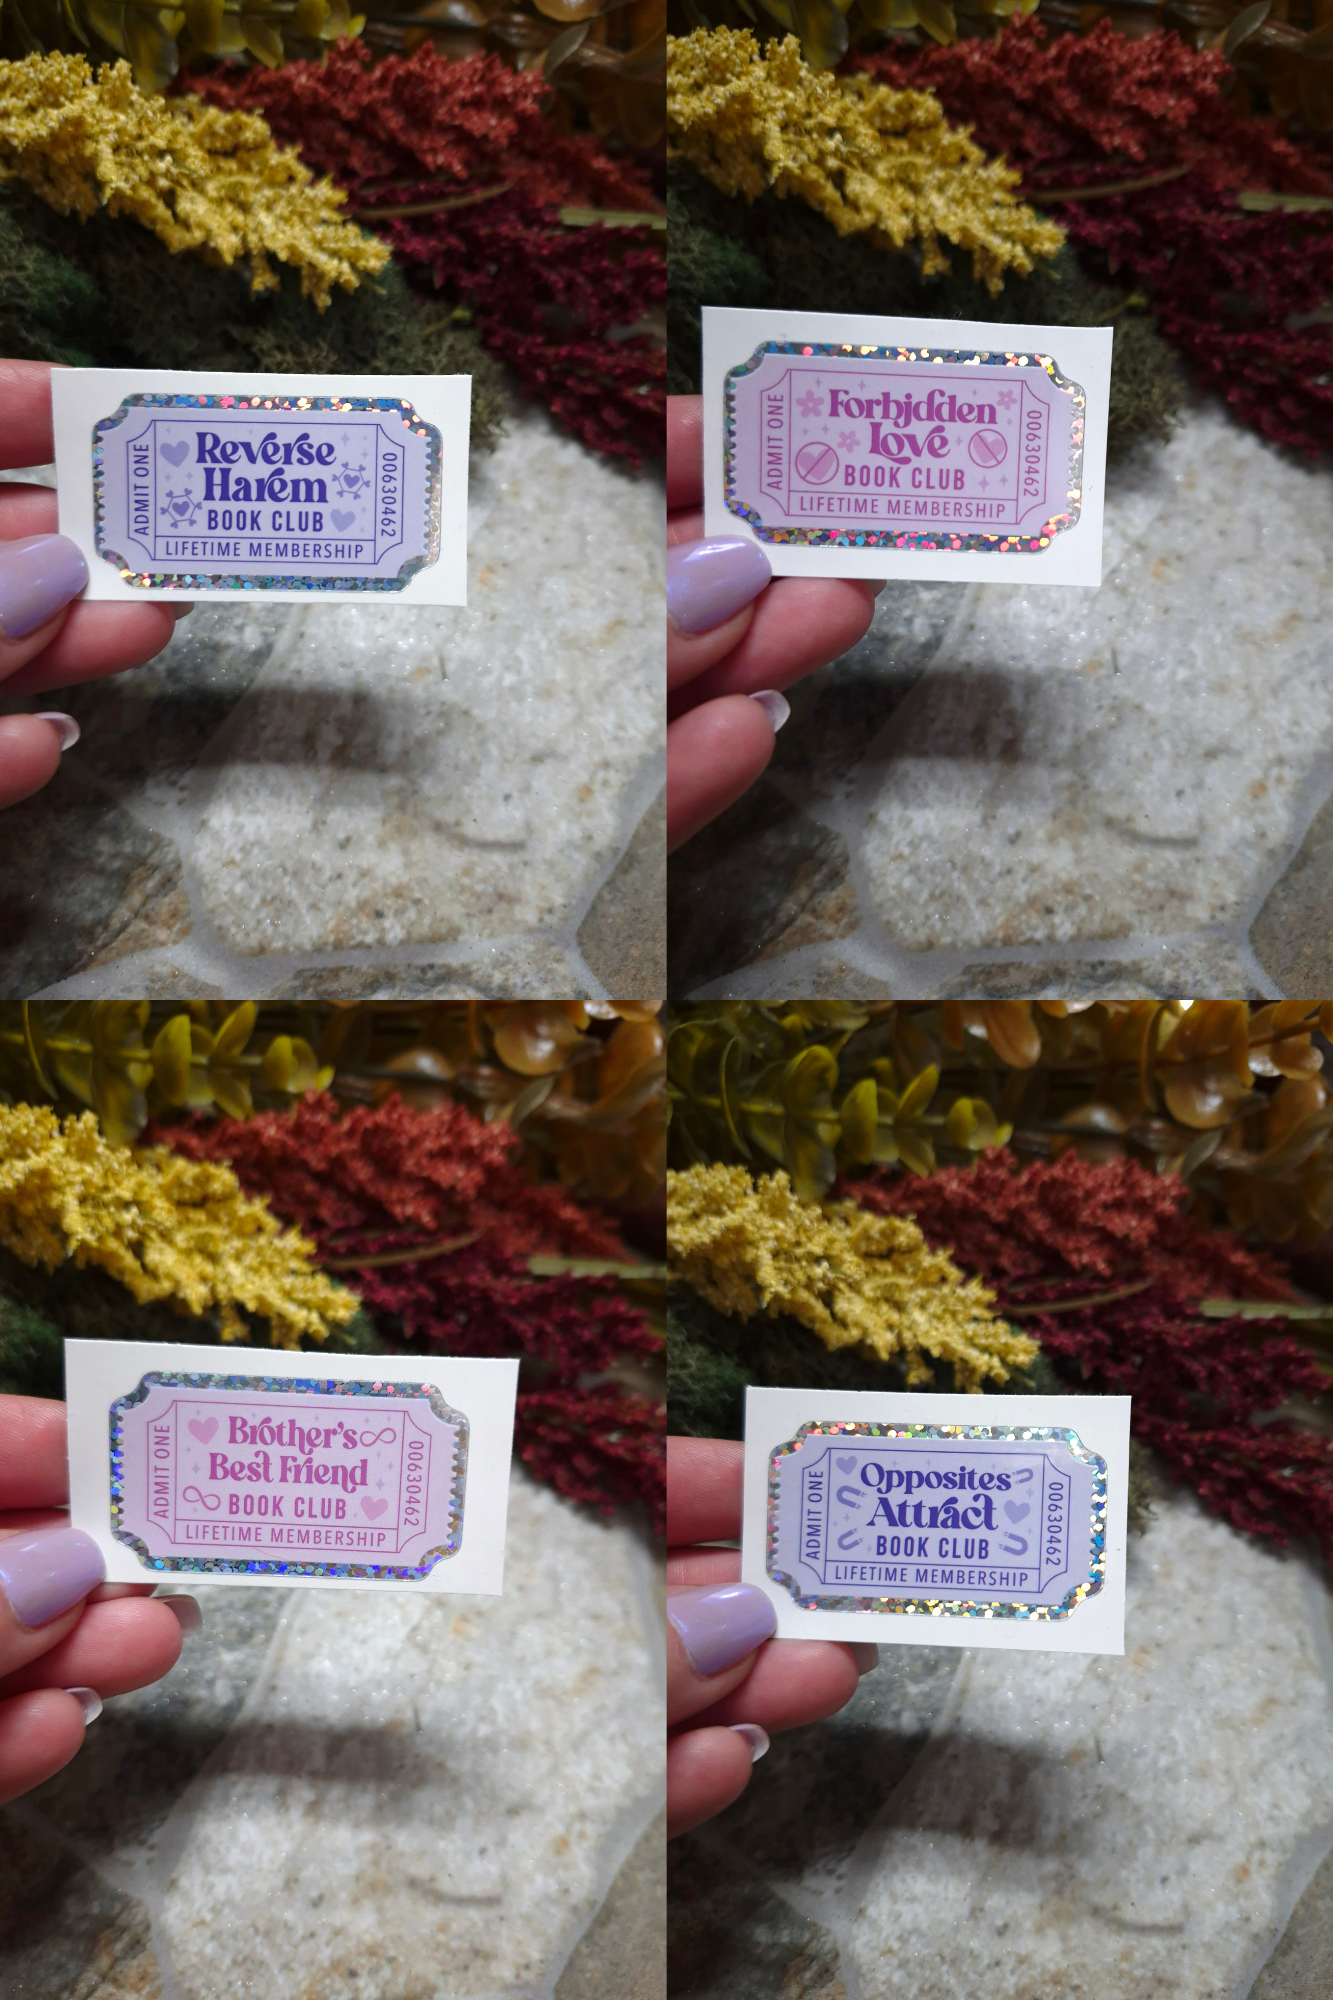 ADMIT ONE
Reverse
Harem
BOOK CLUB
LIFETIME MEMBERSHIP
00630462
ADMIT ONE
Forbidden
Love
BOOK CLUB
LIFETIME MEMBERSHIP
00630462
ADMIT ONE
Brother's
Best Friend
BOOK CLUB
LIFETIME MEMBERSHIP
00630462
ADMIT ONE
Opposites
Attract
BOOK CLUB
LIFETIME MEMBERSHIP
00630462